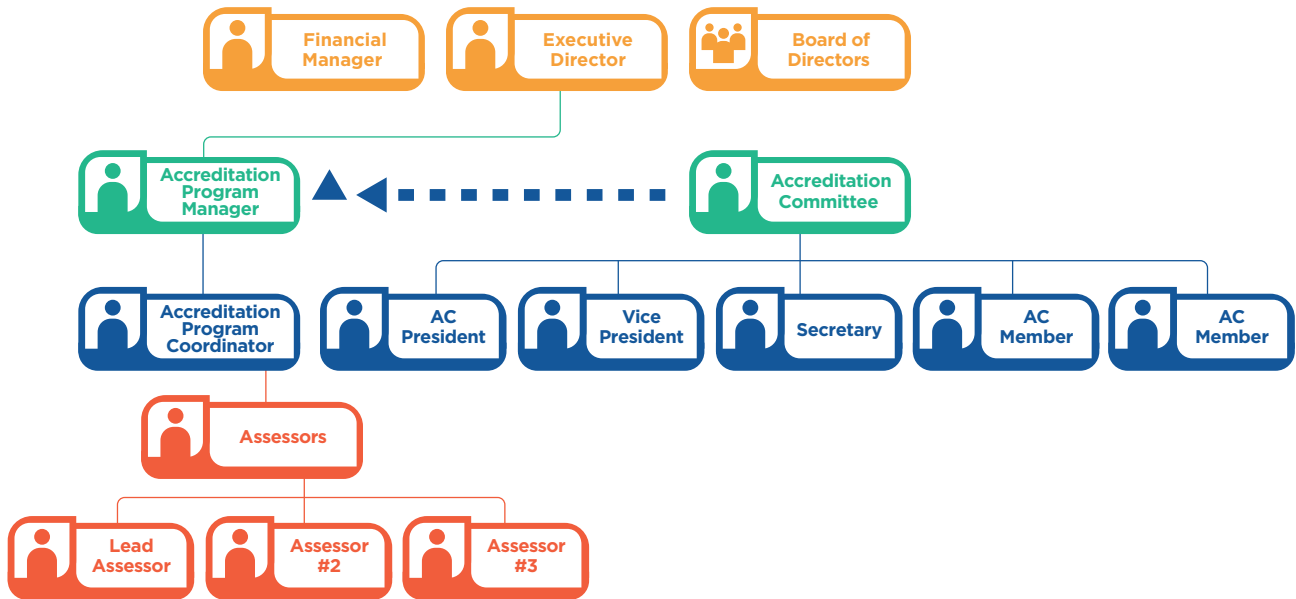 Financial
Manager
Executive
Director
Board of
Directors
Accreditation
Program
Manager
Accreditation
Committee
Accreditation
Program
Coordinator
AC
President
Vice
President
Secretary
AC
Member
AC
Member
Assessors
Lead
Assessor
Assessor
#2
Assessor
#3